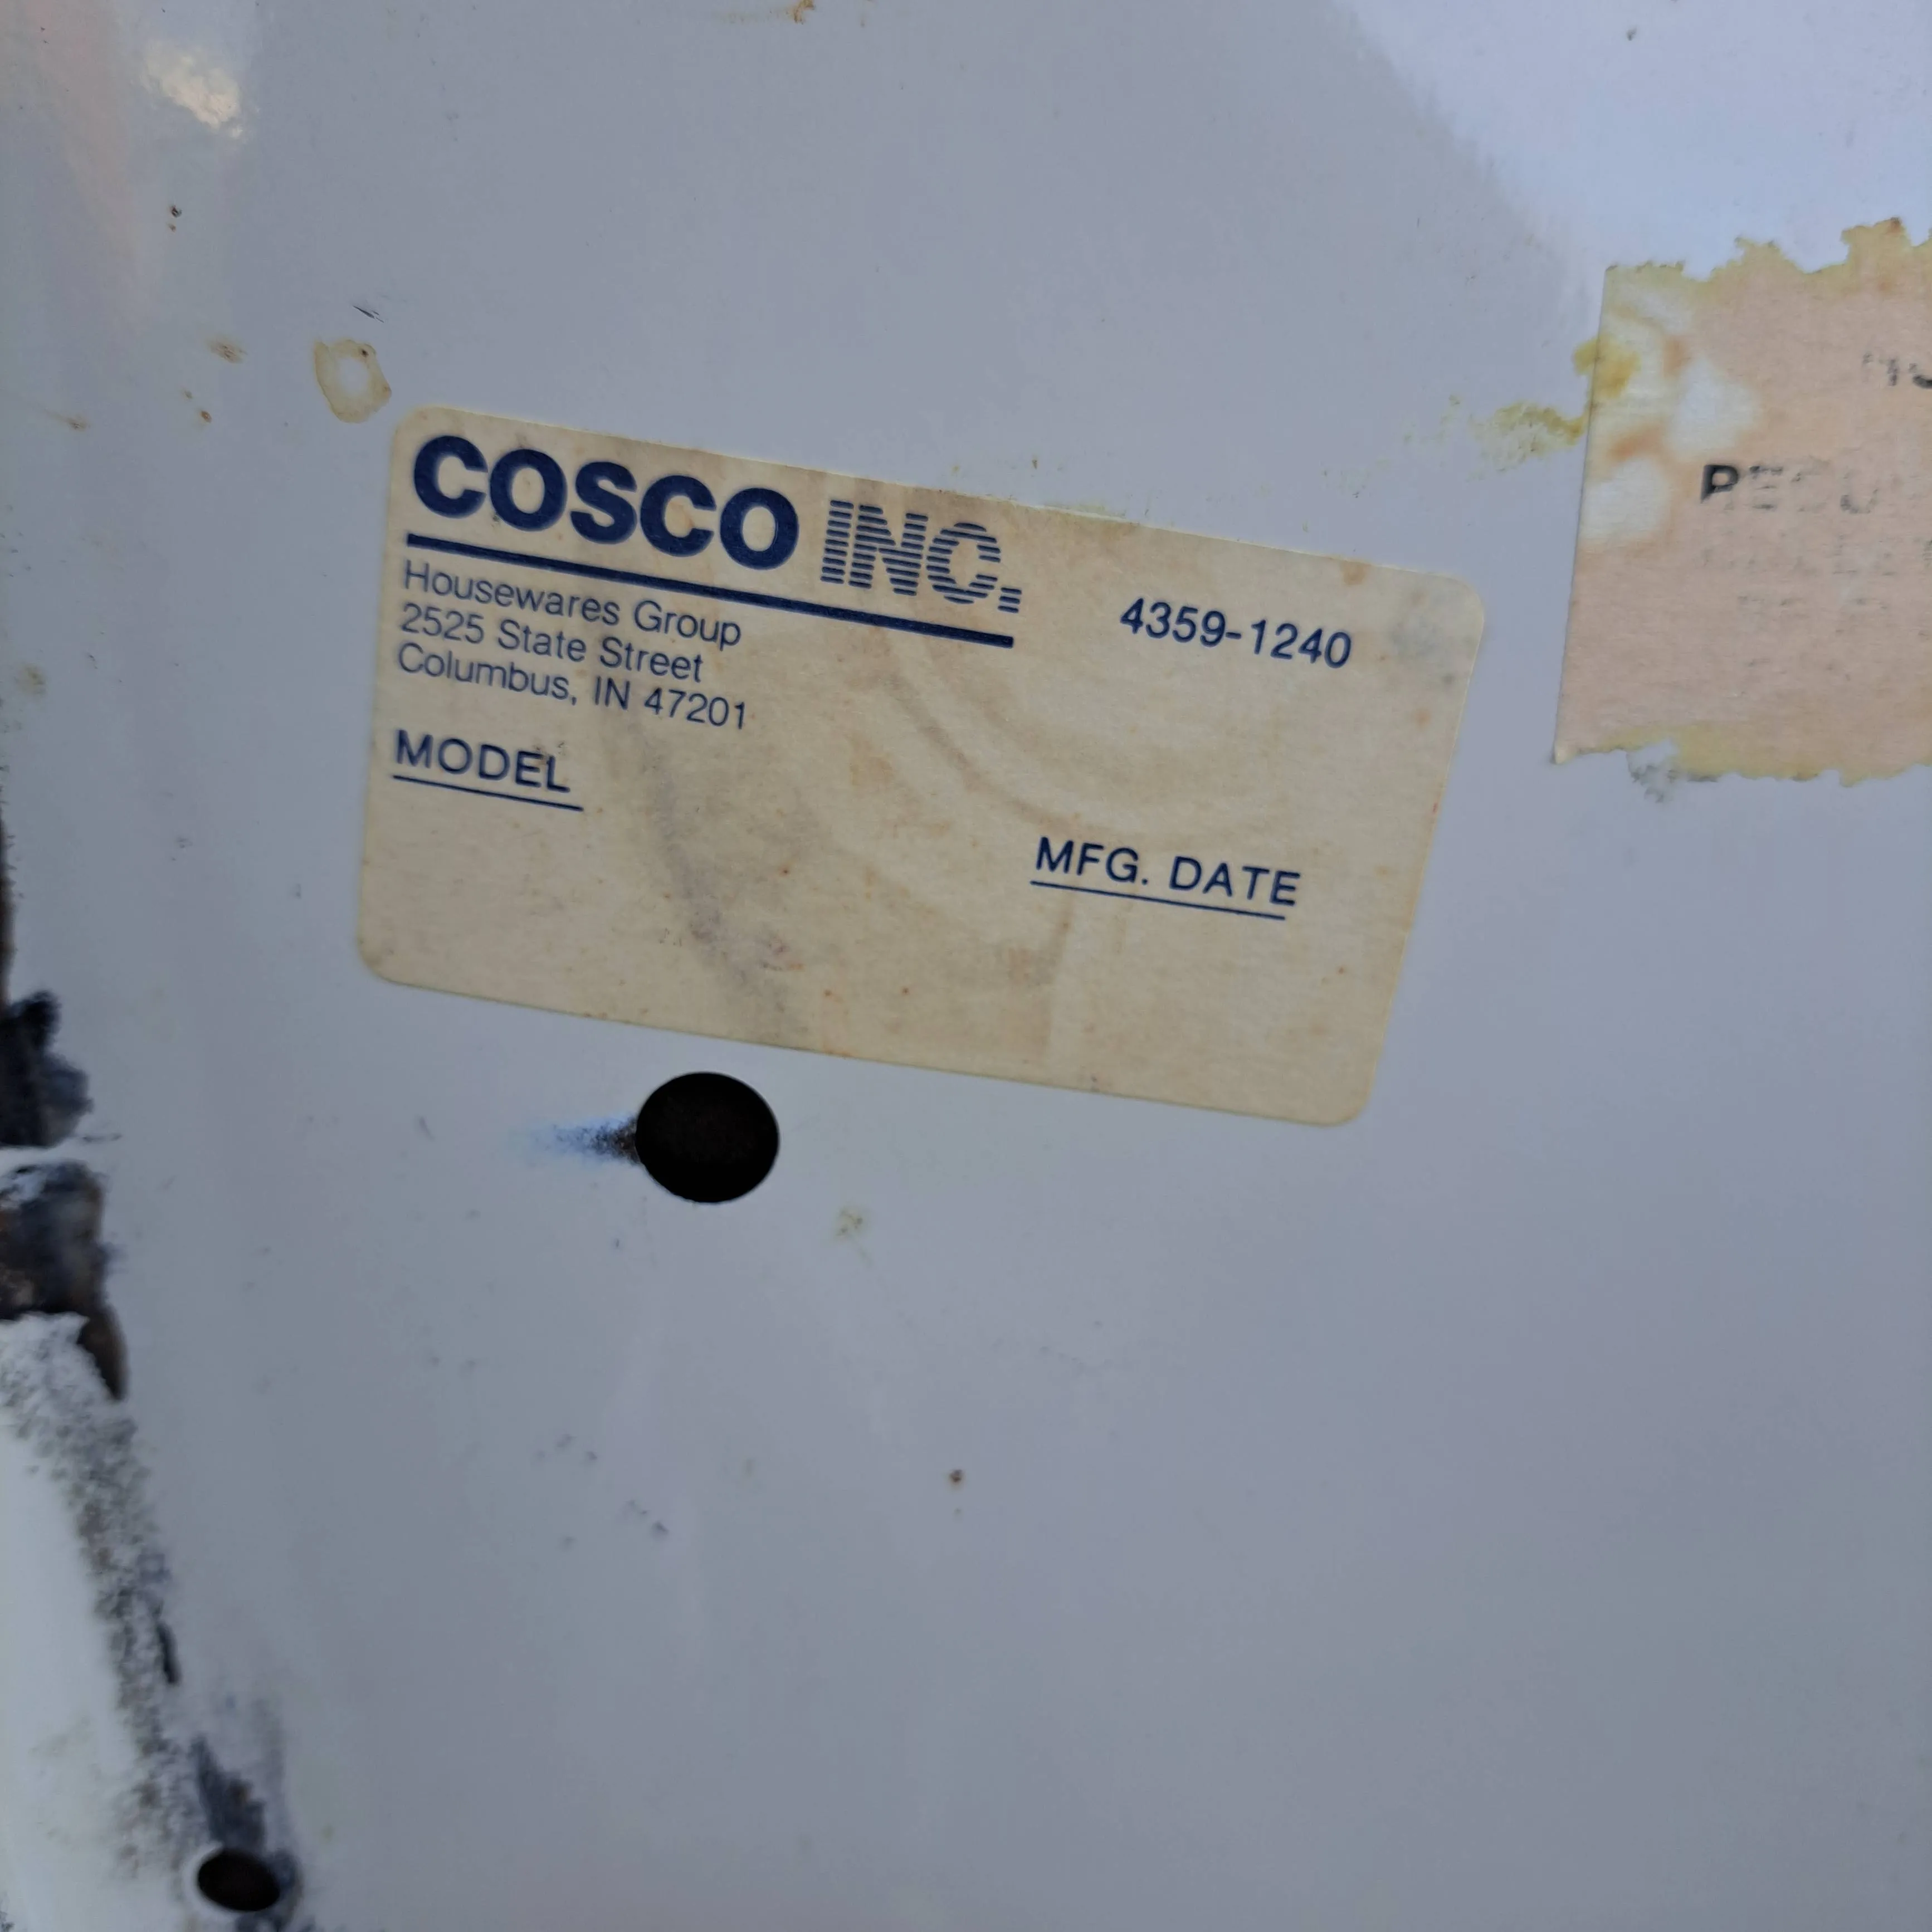 COSCO INC.
Housewares Group
2525 State Street
Columbus, IN 47201
4359-1240
MODEL
MFG. DATE